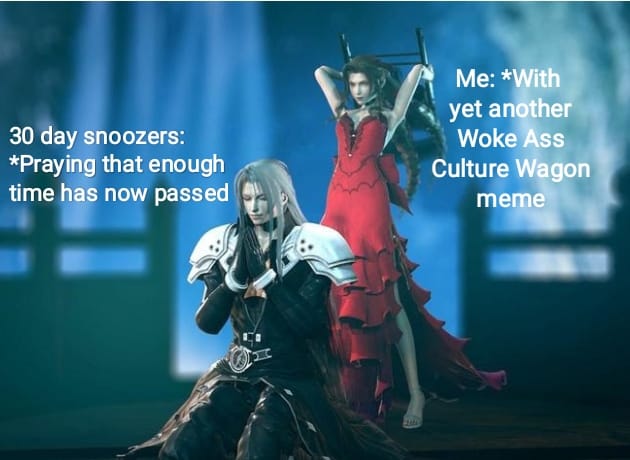 30 day snoozers:
*Praying that enough
time has now passed
Me: *With
yet another
Woke Ass
Culture Wagon
meme